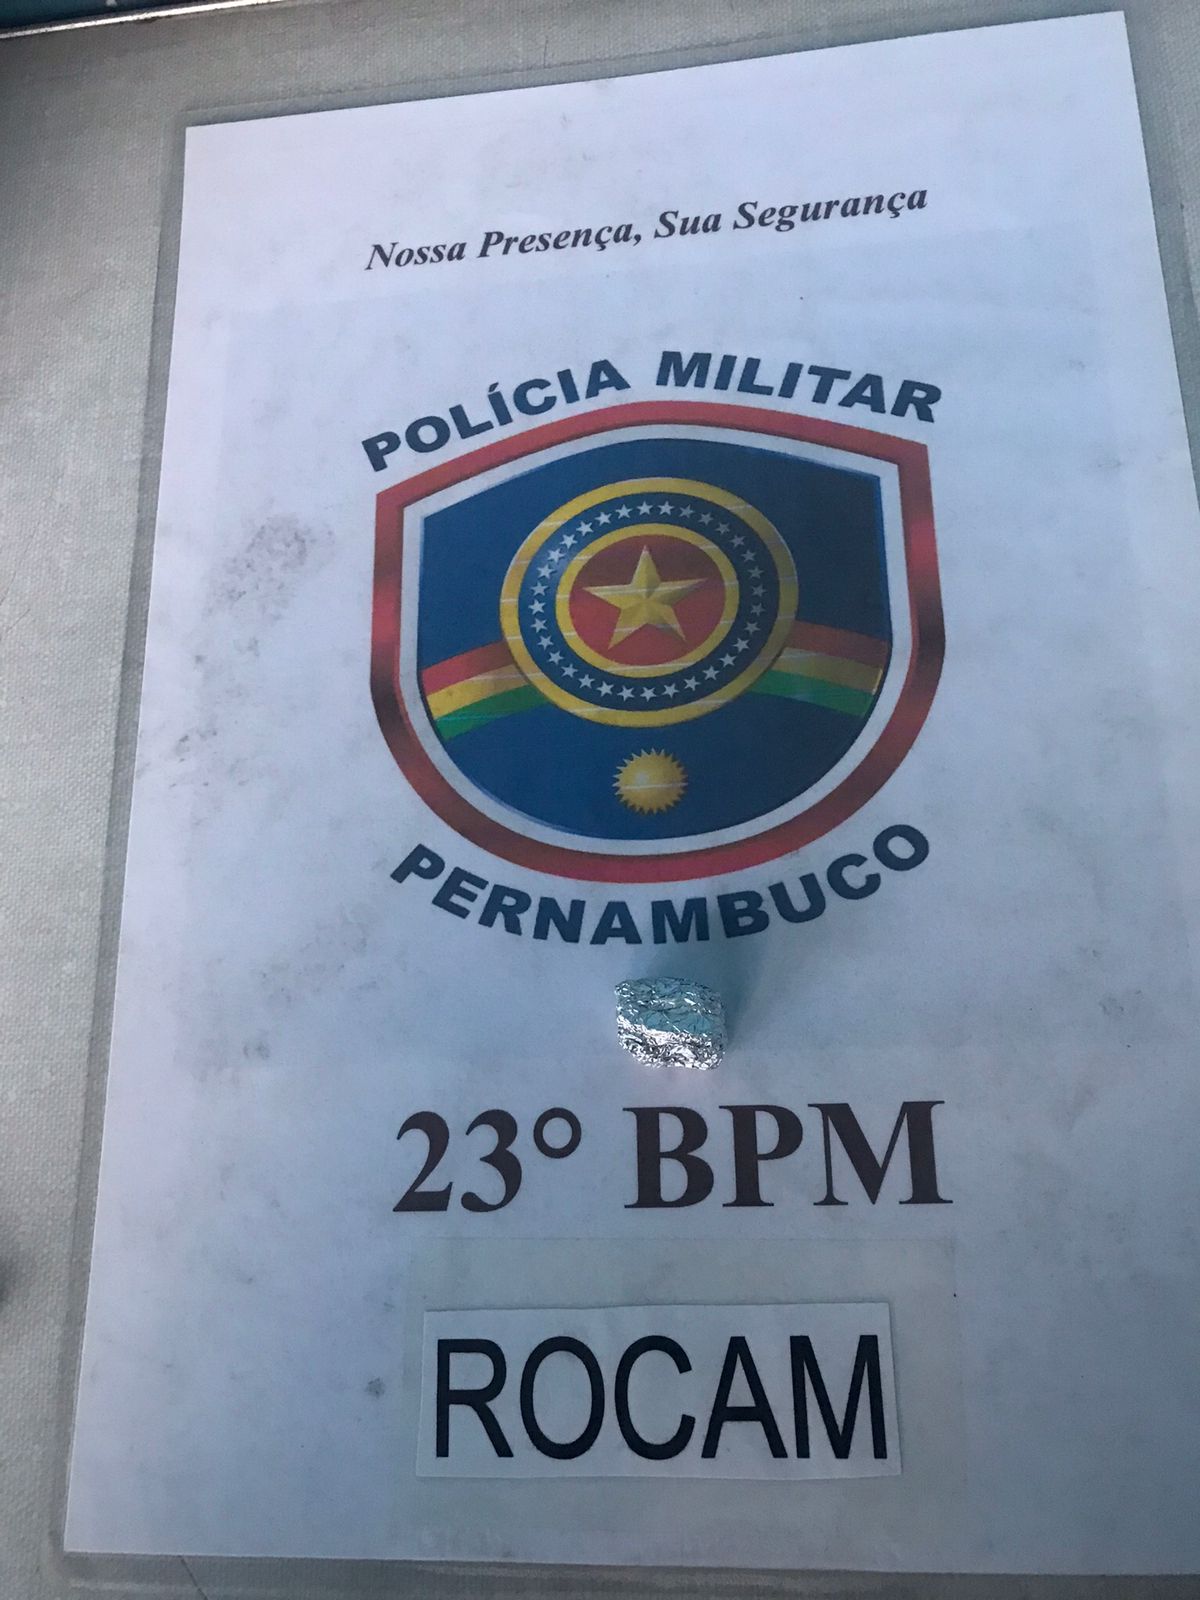 Nossa Presença, Sua Segurança
POLÍCIA MILITAR
PERNAMBUCO
23° BPM
ROCAM